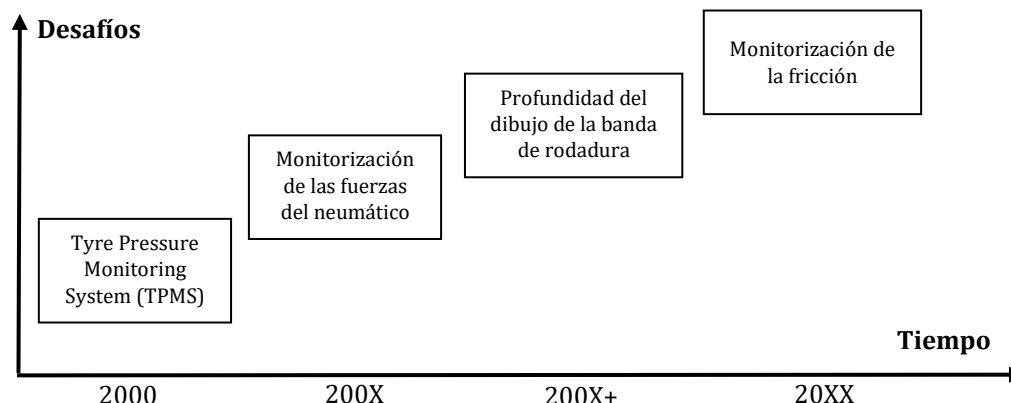 Desafíos
Monitorización de
la fricción
Profundidad del
dibujo de la banda
de rodadura
Monitorización
de las fuerzas
del neumático
Tyre Pressure
Monitoring
System (TPMS)
Tiempo
2000
200X
200X+
20XX